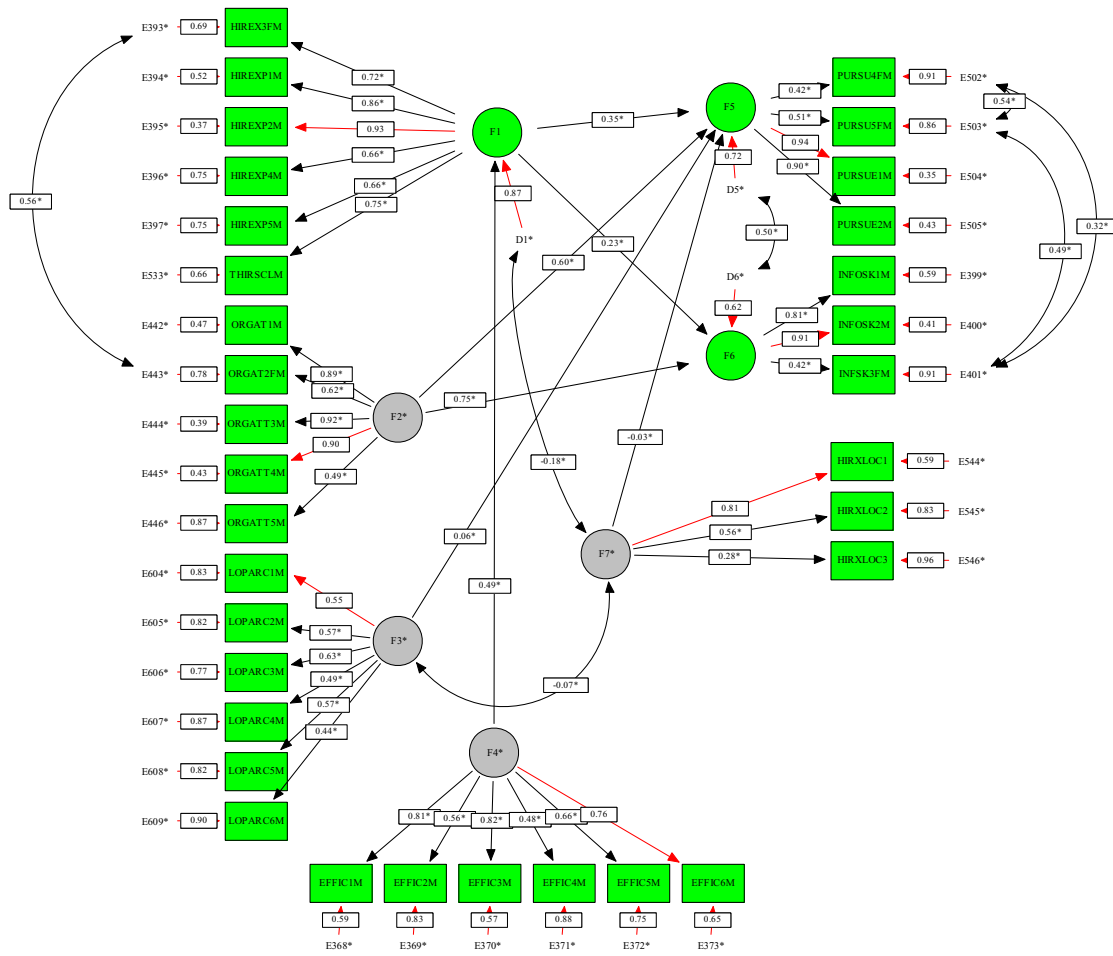 E393* 0.69 HIREX3FM
E394* 0.52 HIREXP1M
E395* 0.37 HIREXP2M
E396* 0.75 HIREXP4M
E397* 0.75 HIREXP5M
E533* 0.66 THIRSCLM
E442* 0.47 ORGAT1M
E443* 0.78 ORGAT2FM
E444* 0.39 ORGATT3M
E445* 0.43 ORGATT4M
E446* 0.87 ORGATT5M
E604* 0.83 LOPARC1M
E605* 0.82 LOPARC2M
E606* 0.77 LOPARC3M
E607* 0.87 LOPARC4M
E608* 0.82 LOPARC5M
E609* 0.90 LOPARC6M
0.56*
0.72*
0.86*
0.93
0.66*
0.66*
0.75*
F1
0.35*
0.87
D1*
0.23*
0.60*
0.89*
0.62*
0.92*
0.90
0.49*
F2*
0.75*
-0.18*
0.06*
0.49*
0.55
0.57*
0.63*
0.49*
0.57*
0.44*
F3*
-0.07*
F4*
F5
0.72
D5*
0.50*
D6*
0.62
F6
-0.03*
F7*
0.42*
0.51*
0.94
0.90*
0.81*
0.91
0.42*
0.81
0.56*
0.28*
PURSU4FM 0.91 E502*
PURSU5FM 0.86 E503*
PURSUE1M 0.35 E504*
PURSUE2M 0.43 E505*
INFOSK1M 0.59 E399*
INFOSK2M 0.41 E400*
INFSK3FM 0.91 E401*
0.54*
0.32*
0.49*
HIRXLOC1 0.59 E544*
HIRXLOC2 0.83 E545*
HIRXLOC3 0.96 E546*
0.81* 0.56* 0.82* 0.48* 0.66* 0.76
EFFIC1M EFFIC2M EFFIC3M EFFIC4M EFFIC5M EFFIC6M
0.59 0.83 0.57 0.88 0.75 0.65
E368* E369* E370* E371* E372* E373*